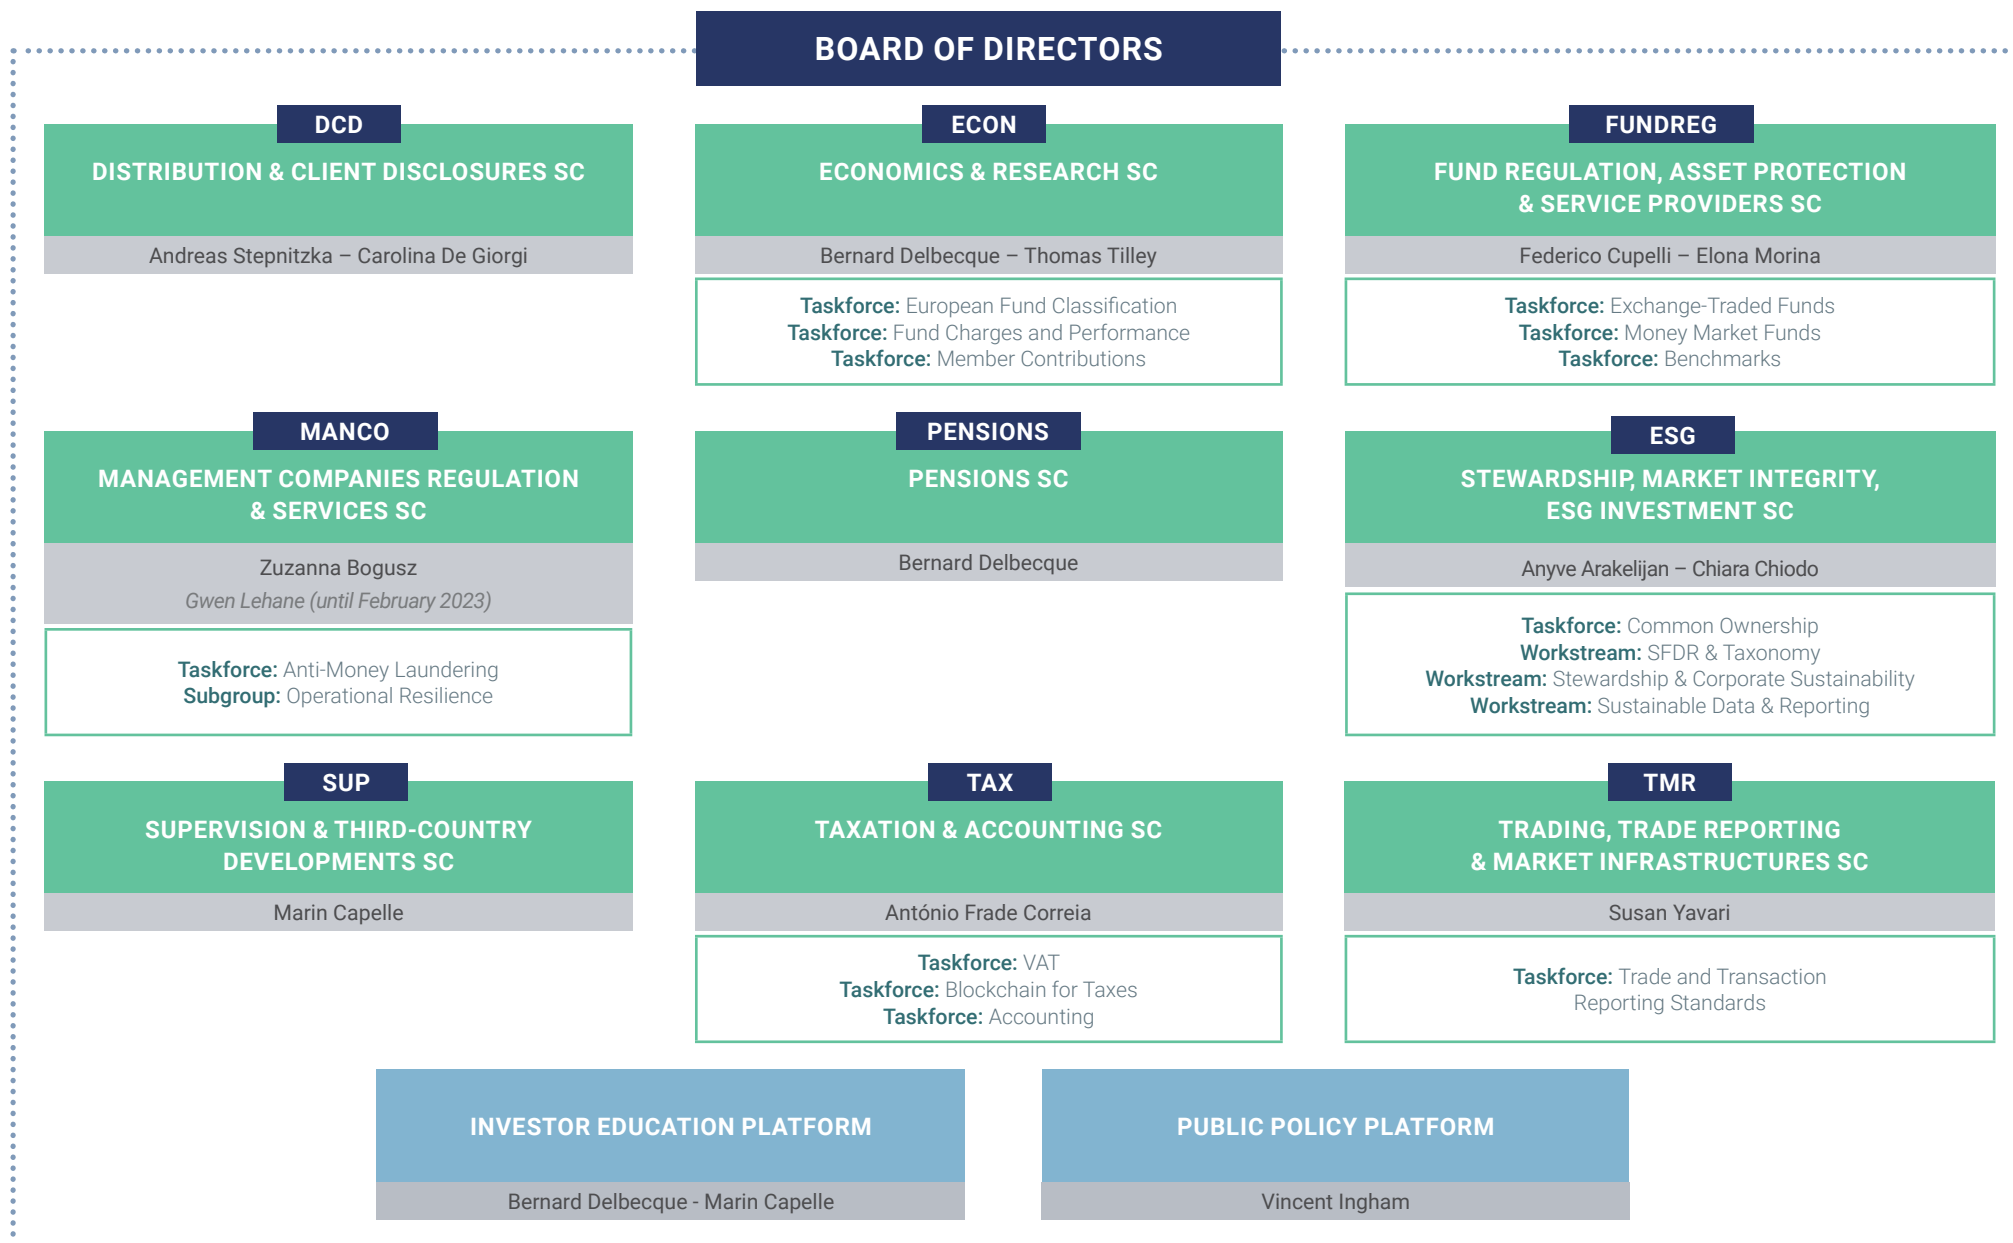 BOARD OF DIRECTORS
DCD
DISTRIBUTION & CLIENT DISCLOSURES SC
Andreas Stepnitzka – Carolina De Giorgi
ECON
ECONOMICS & RESEARCH SC
Bernard Delbecque – Thomas Tilley
Taskforce: European Fund Classification
Taskforce: Fund Charges and Performance
Taskforce: Member Contributions
FUNDREG
FUND REGULATION, ASSET PROTECTION
& SERVICE PROVIDERS SC
Federico Cupelli – Elona Morina
Taskforce: Exchange-Traded Funds
Taskforce: Money Market Funds
Taskforce: Benchmarks
MANCO
MANAGEMENT COMPANIES REGULATION
& SERVICES SC
Zuzanna Bogusz
Gwen Lehane (until February 2023)
Taskforce: Anti-Money Laundering
Subgroup: Operational Resilience
PENSIONS
PENSIONS SC
Bernard Delbecque
ESG
STEWARDSHIP, MARKET INTEGRITY,
ESG INVESTMENT SC
Anyve Arakelijan – Chiara Chiodo
Taskforce: Common Ownership
Workstream: SFDR & Taxonomy
Workstream: Stewardship & Corporate Sustainability
Workstream: Sustainable Data & Reporting
SUP
SUPERVISION & THIRD-COUNTRY
DEVELOPMENTS SC
Marin Capelle
TAX
TAXATION & ACCOUNTING SC
António Frade Correia
Taskforce: VAT
Taskforce: Blockchain for Taxes
Taskforce: Accounting
TMR
TRADING, TRADE REPORTING
& MARKET INFRASTRUCTURES SC
Susan Yavari
Taskforce: Trade and Transaction
Reporting Standards
INVESTOR EDUCATION PLATFORM
Bernard Delbecque - Marin Capelle
PUBLIC POLICY PLATFORM
Vincent Ingham